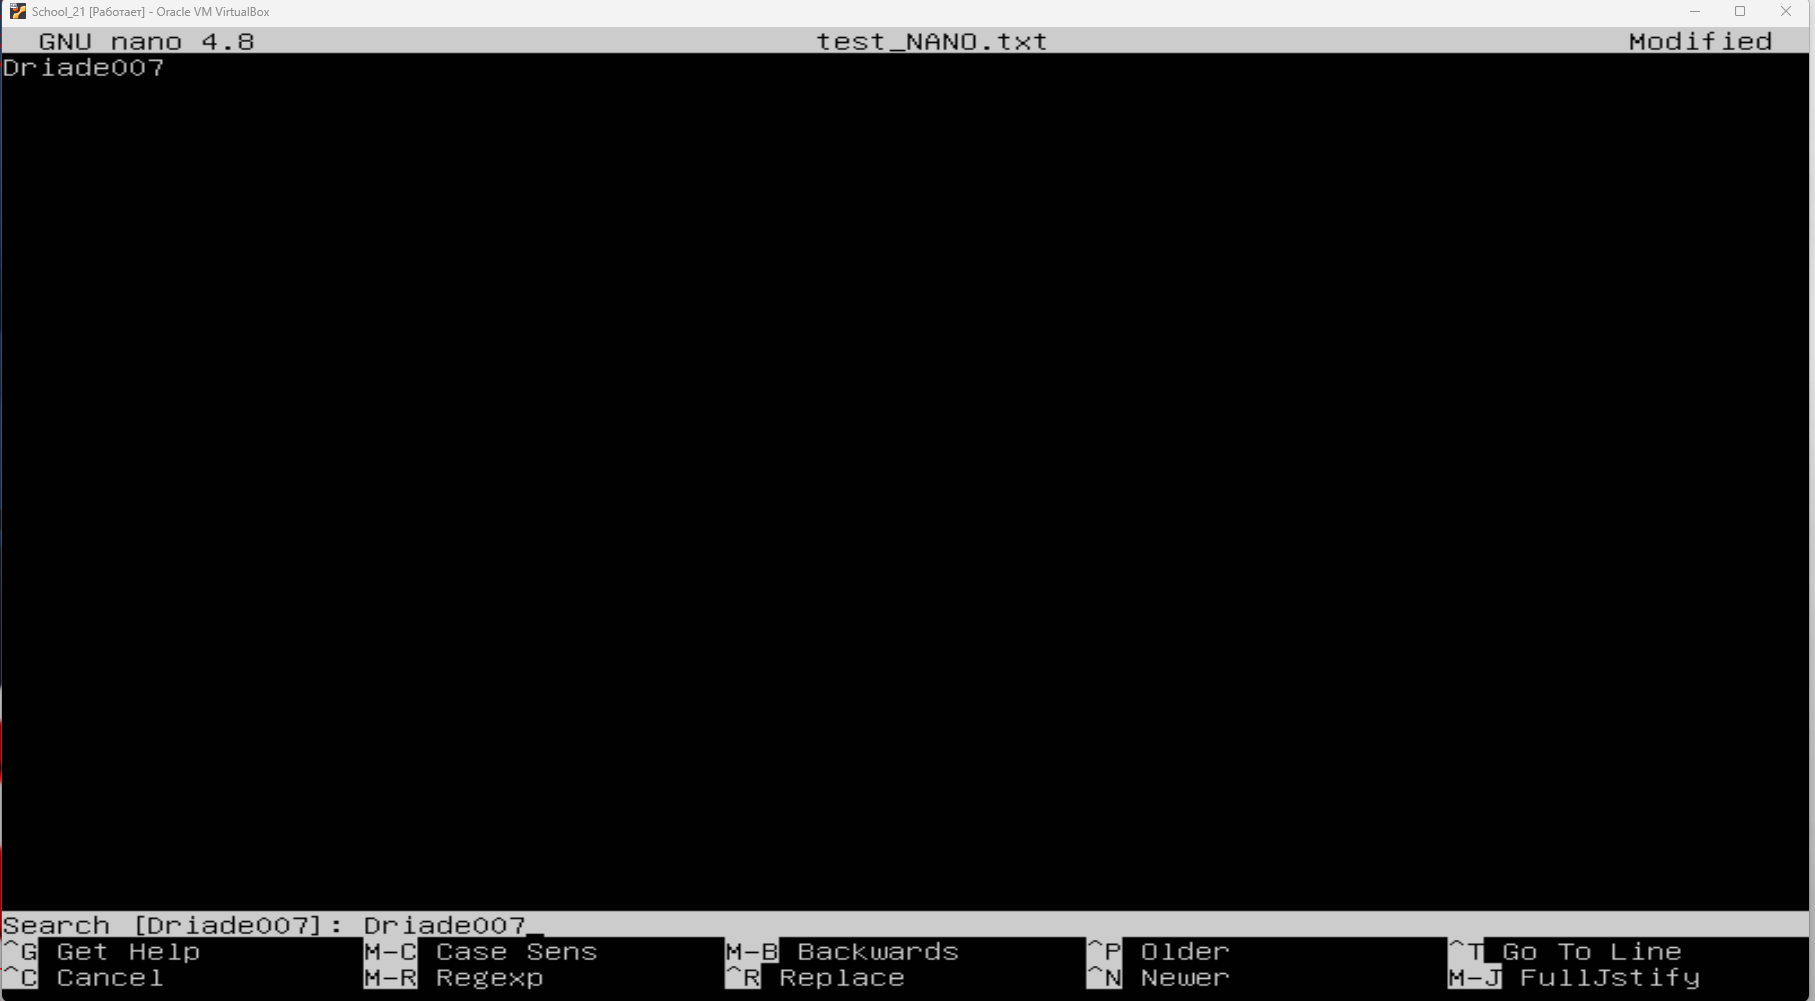 School_21 [Работает] - Oracle VM VirtualBox
GNU nano 4.8 test_NANO.txt Modified
Driade007
Search [Driade007]: Driade007_
^G Get Help M-C Case Sens M-B Backwards ^P Older ^T Go To Line
^C Cancel M-R Regexp ^R Replace ^N Newer M-J FullJstify